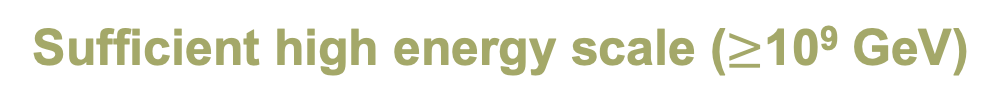 Sufficient high energy scale (≥10⁹ GeV)